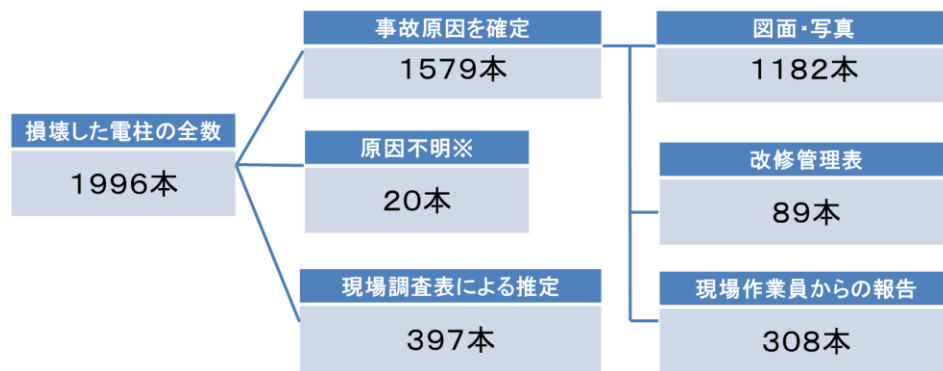 損壊した電柱の全数
1996本
事故原因を確定
1579本
原因不明※
20本
現場調査表による推定
397本
図面・写真
1182本
改修管理表
89本
現場作業員からの報告
308本